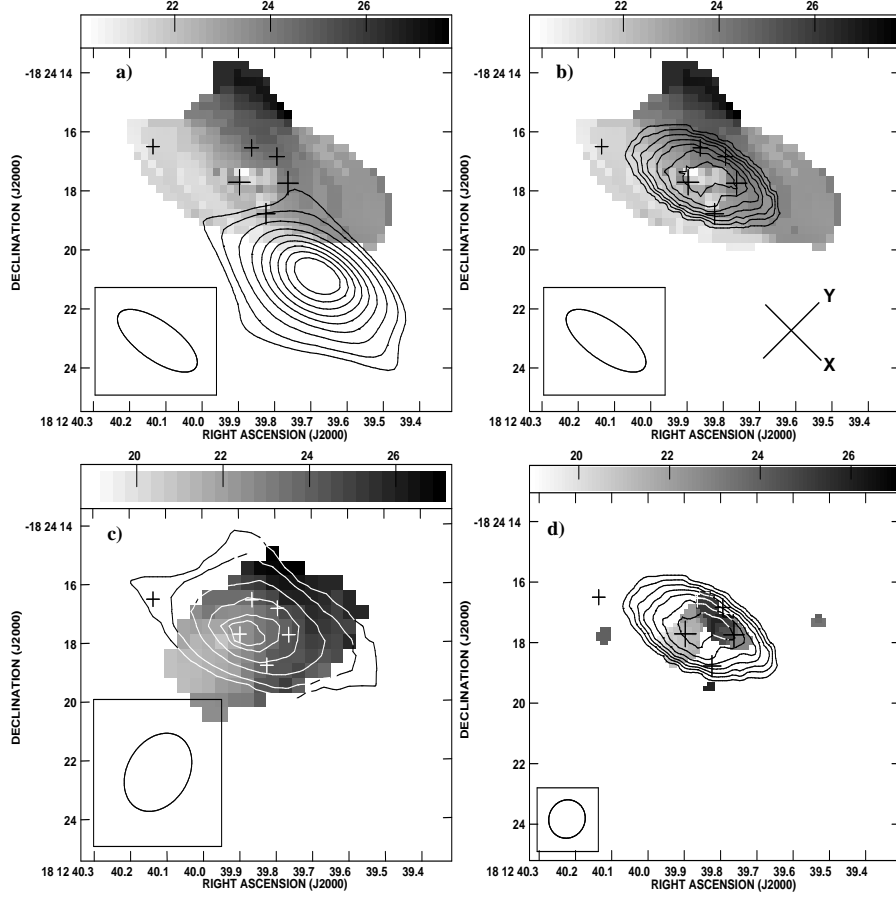 22 24 26
22 24 26
a)
b)
-18 24 14
16
18
20
22
24
DECLINATION (J2000)
-18 24 14
16
18
20
22
24
DECLINATION (J2000)
Y
X
18 12 40.3 40.2 40.1 40.0 39.9 39.8 39.7 39.6 39.5 39.4
RIGHT ASCENSION (J2000)
18 12 40.3 40.2 40.1 40.0 39.9 39.8 39.7 39.6 39.5 39.4
RIGHT ASCENSION (J2000)
20 22 24 26
20 22 24 26
c)
d)
-18 24 14
16
18
20
22
24
DECLINATION (J2000)
-18 24 14
16
18
20
22
24
DECLINATION (J2000)
18 12 40.3 40.2 40.1 40.0 39.9 39.8 39.7 39.6 39.5 39.4
RIGHT ASCENSION (J2000)
18 12 40.3 40.2 40.1 40.0 39.9 39.8 39.7 39.6 39.5 39.4
RIGHT ASCENSION (J2000)